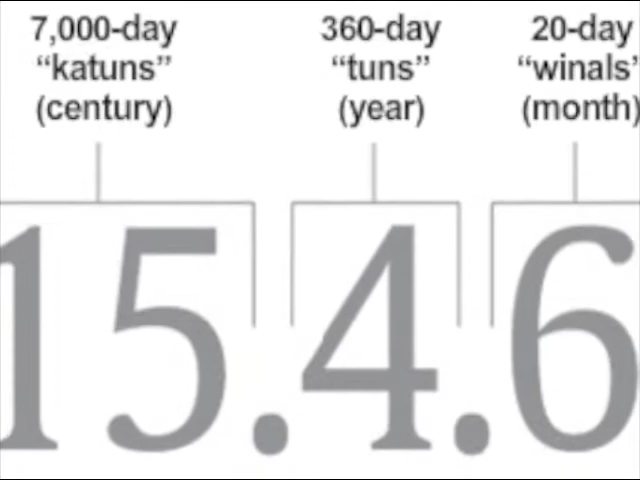 7,000-day 360-day 20-day
“katuns” “tuns” “winals”
(century) (year) (month)
15.4.6